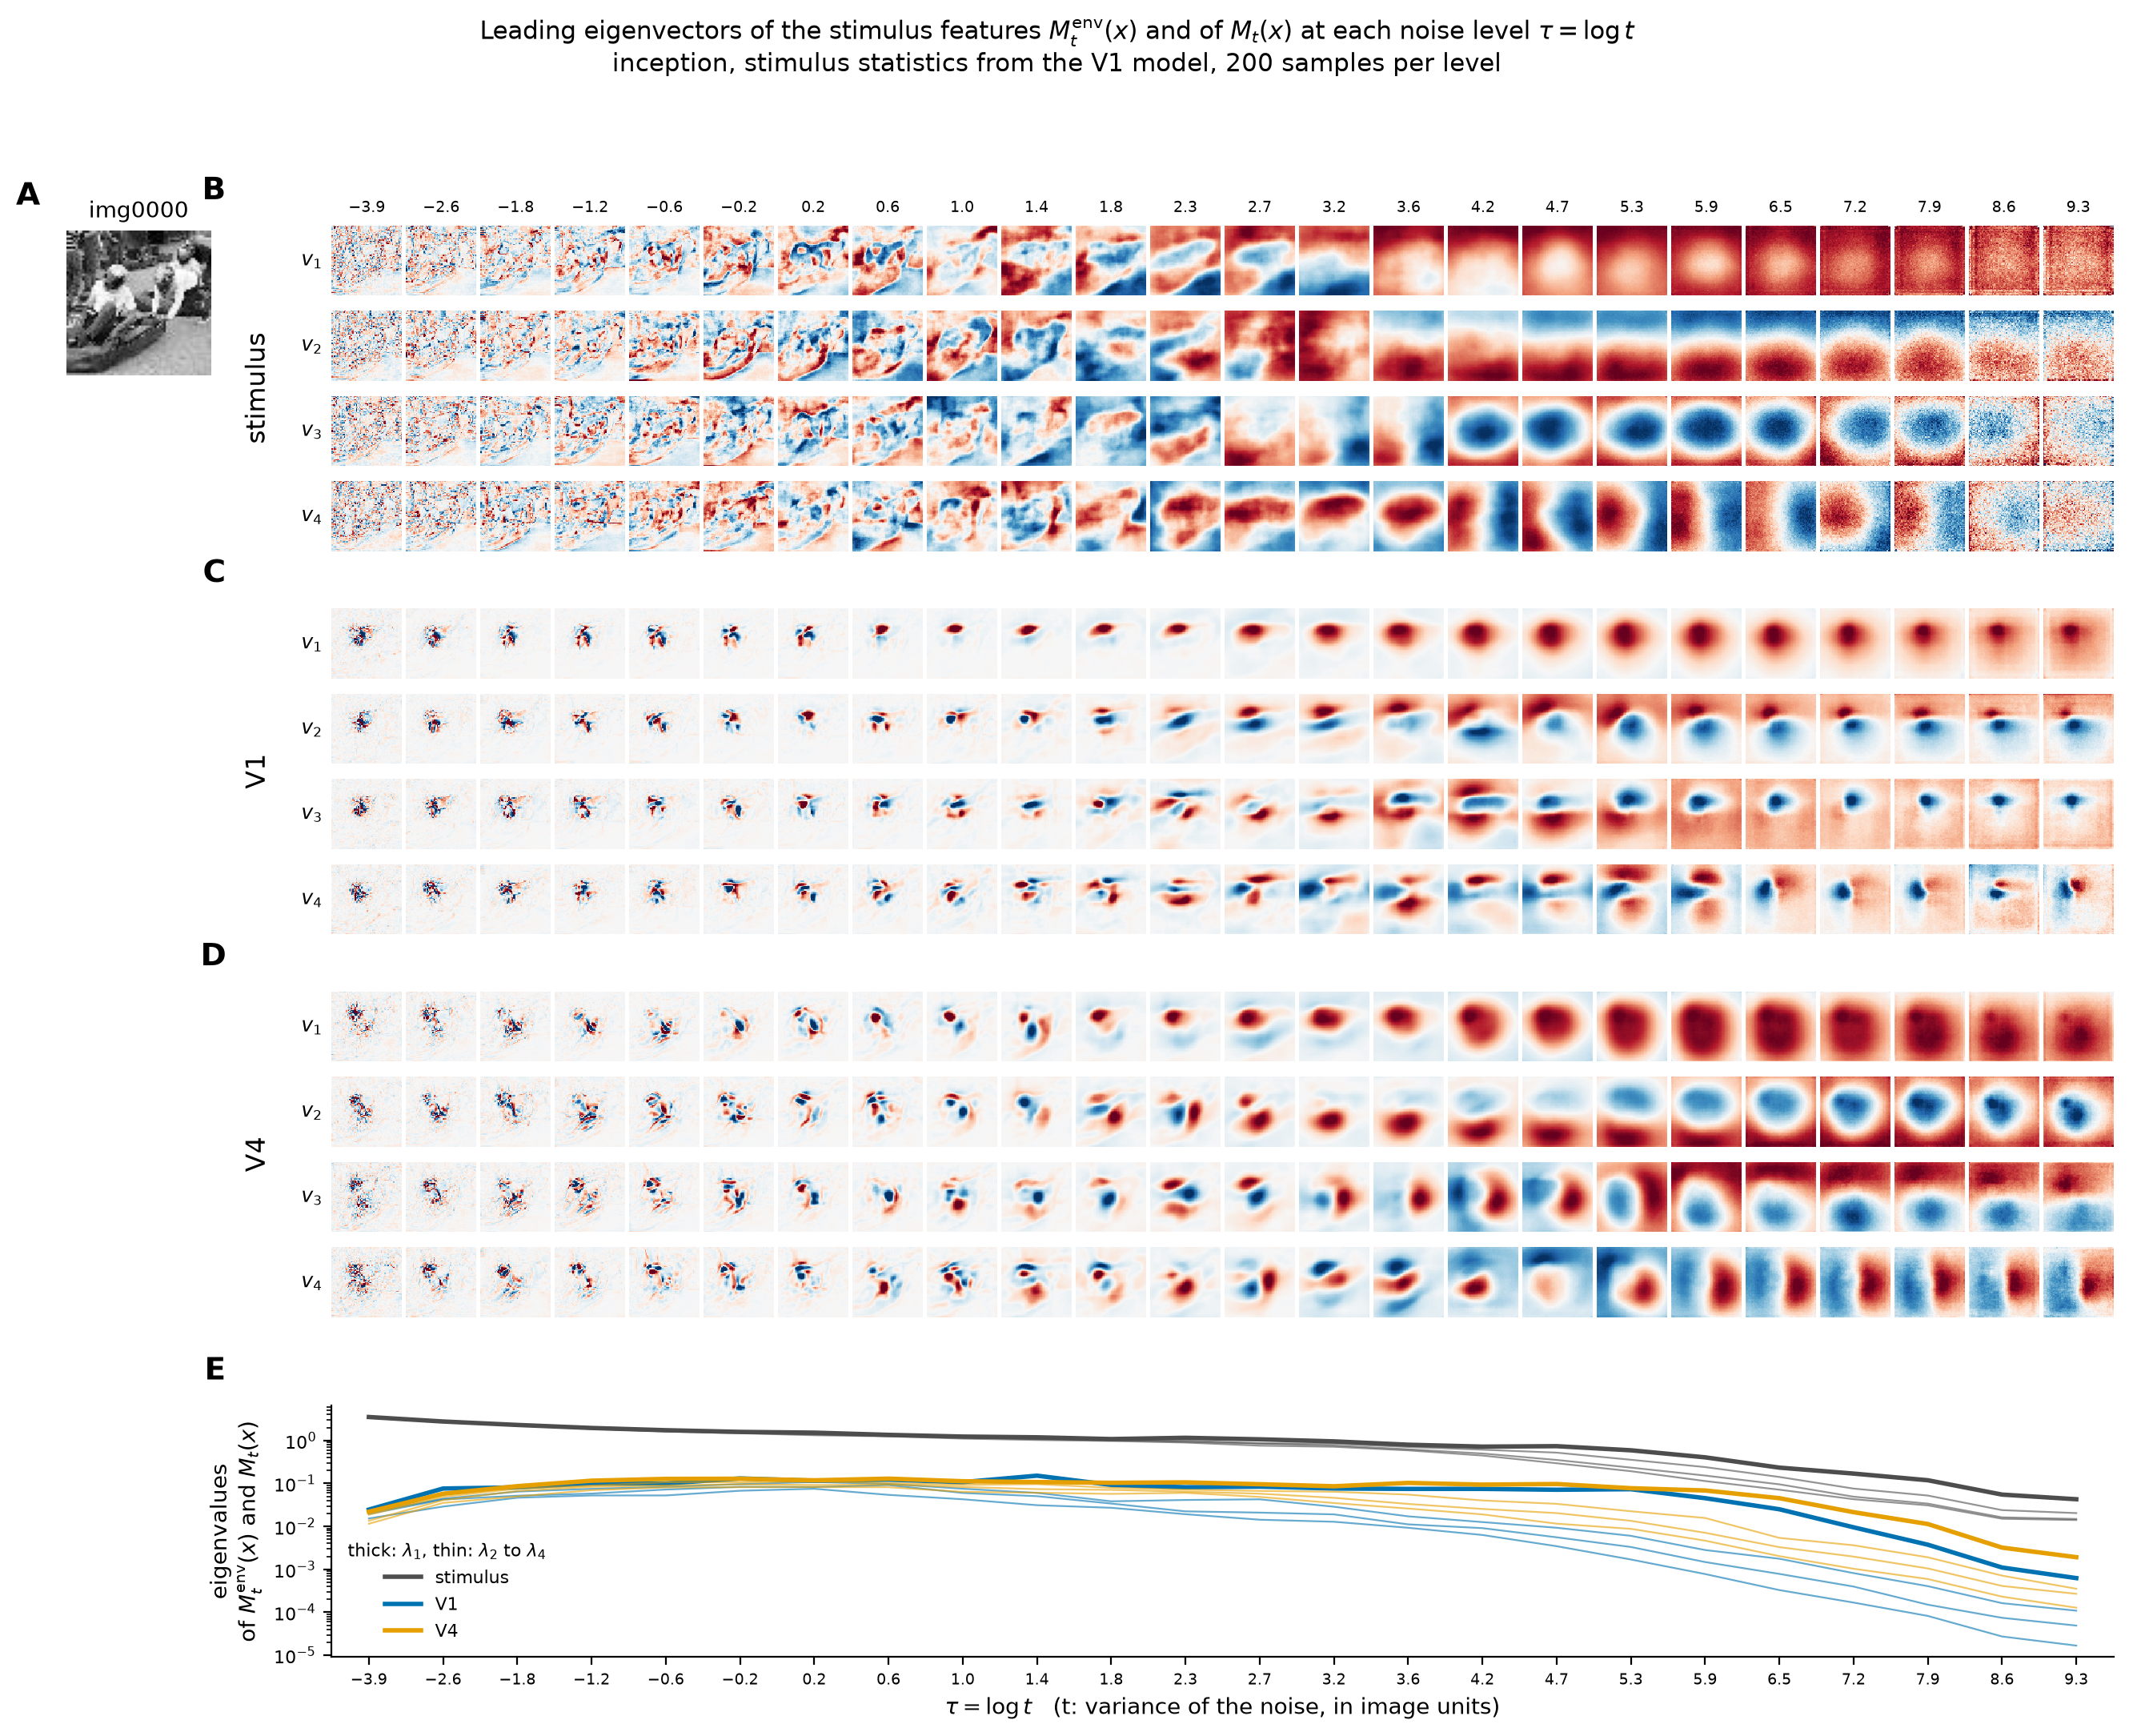 Leading eigenvectors of the stimulus features $M_t^{\mathrm{env}}(x)$ and of $M_t(x)$ at each noise level $\tau = \log t$
inception, stimulus statistics from the V1 model, 200 samples per level
A
img0000
B
−3.9 −2.6 −1.8 −1.2 −0.6 −0.2 0.2 0.6 1.0 1.4 1.8 2.3 2.7 3.2 3.6 4.2 4.7 5.3 5.9 6.5 7.2 7.9 8.6 9.3
stimulus
$v_1$
$v_2$
$v_3$
$v_4$
C
V1
$v_1$
$v_2$
$v_3$
$v_4$
D
V4
$v_1$
$v_2$
$v_3$
$v_4$
E
eigenvalues
of $M_t^{\mathrm{env}}(x)$ and $M_t(x)$
$10^0$
$10^{-1}$
$10^{-2}$
$10^{-3}$
$10^{-4}$
$10^{-5}$
thick: $\lambda_1$, thin: $\lambda_2$ to $\lambda_4$
stimulus
V1
V4
−3.9 −2.6 −1.8 −1.2 −0.6 −0.2 0.2 0.6 1.0 1.4 1.8 2.3 2.7 3.2 3.6 4.2 4.7 5.3 5.9 6.5 7.2 7.9 8.6 9.3
$\tau = \log t$ (t: variance of the noise, in image units)